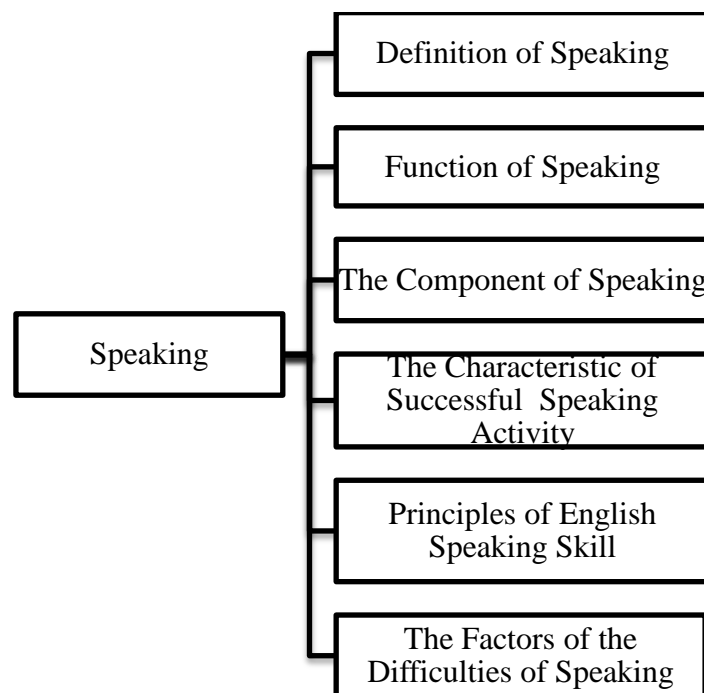 Definition of Speaking
Function of Speaking
The Component of Speaking
Speaking
The Characteristic of
Successful Speaking
Activity
Principles of English
Speaking Skill
The Factors of the
Difficulties of Speaking